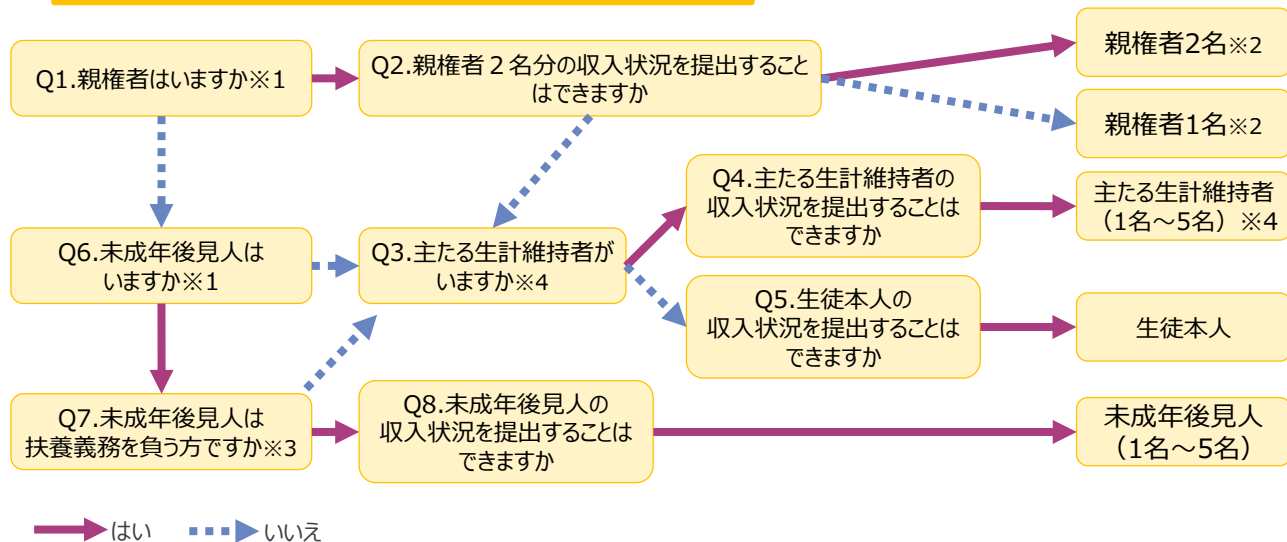 Q1.親権者はいますか※1
Q2.親権者２名分の収入状況を提出すること
はできますか
親権者2名※2
親権者1名※2
Q4.主たる生計維持者の
収入状況を提出することは
できますか
主たる生計維持者
（1名～5名）※4
Q6.未成年後見人は
いますか※1
Q3.主たる生計維持者が
いますか※4
Q5.生徒本人の
収入状況を提出することは
できますか
生徒本人
Q7.未成年後見人は
扶養義務を負う方ですか※3
Q8.未成年後見人の
収入状況を提出することは
できますか
未成年後見人
（1名～5名）
はい
いいえ